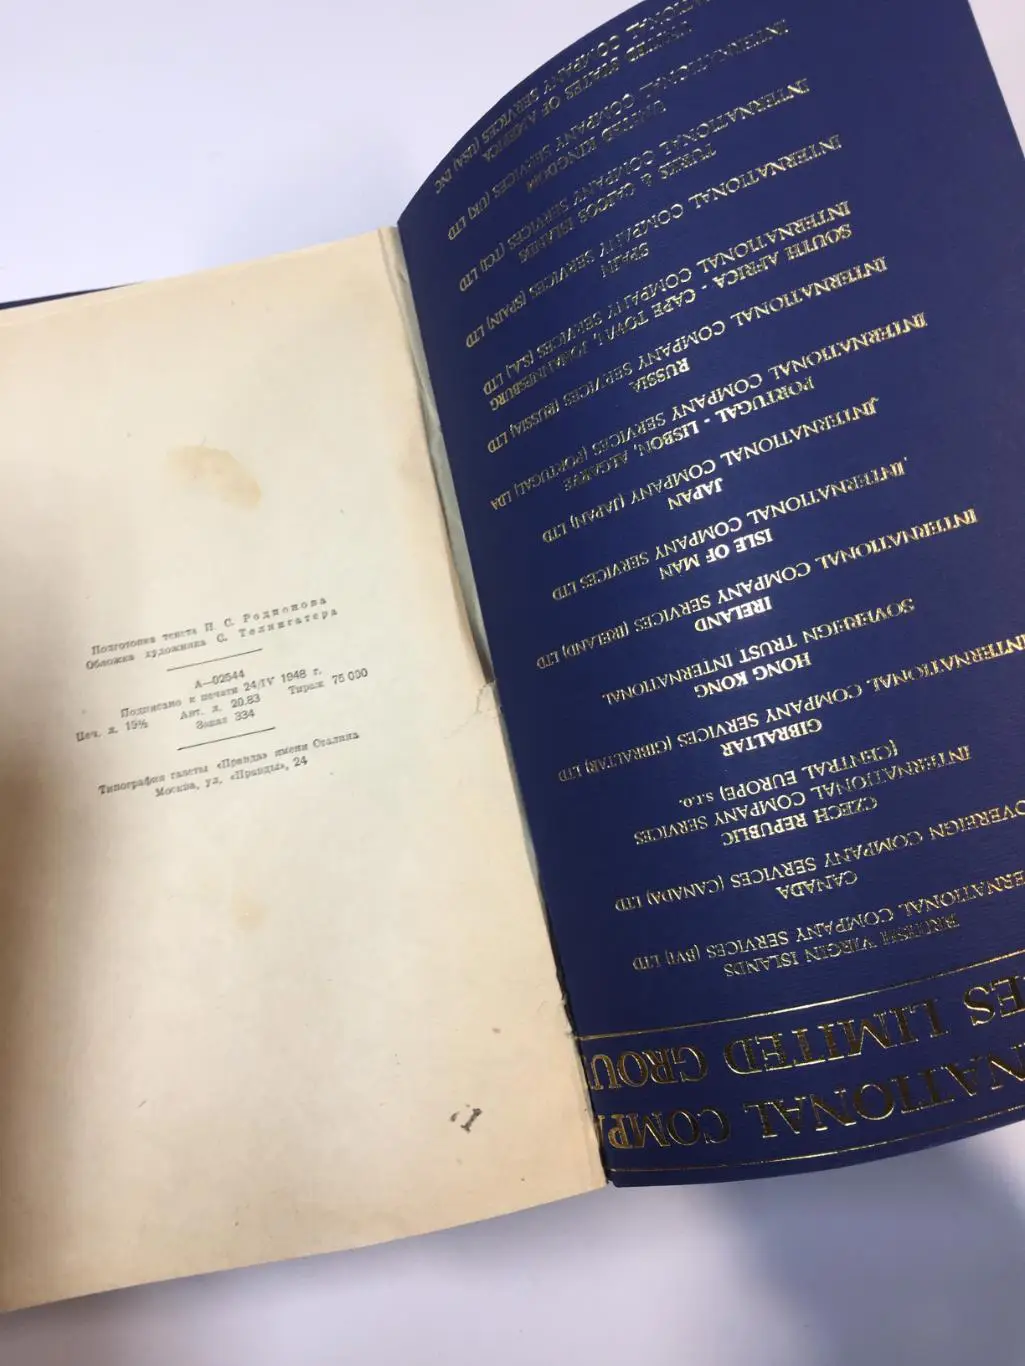 Подготовка текста П. С. Родионова
Обложка художника С. Телингатера
А—02544
Подписано к печати 24/IV 1948 г.
Печ. л. 15⅝ Авт. л. 20.83 Тираж 75 000
Заказ 334
Типография газеты «Правда» имени Сталина
Москва, ул. «Правды», 24
NATIONAL COMPA
ES LIMITED GROU
BRITISH VIRGIN ISLANDS
INTERNATIONAL COMPANY SERVICES (BVI) LTD
CANADA
SOVEREIGN COMPANY SERVICES (CANADA) LTD
CZECH REPUBLIC
INTERNATIONAL COMPANY SERVICES
(CENTRAL EUROPE) s.r.o.
GIBRALTAR
INTERNATIONAL COMPANY SERVICES (GIBRALTAR) LTD
HONG KONG
SOVEREIGN TRUST INTERNATIONAL
IRELAND
INTERNATIONAL COMPANY SERVICES (IRELAND) LTD
ISLE OF MAN
INTERNATIONAL COMPANY SERVICES LTD
JAPAN
INTERNATIONAL COMPANY (JAPAN) LTD
PORTUGAL - LISBON, ALGARVE
INTERNATIONAL COMPANY SERVICES (PORTUGAL) LDA
RUSSIA
INTERNATIONAL COMPANY SERVICES (RUSSIA) LTD
SOUTH AFRICA - CAPE TOWN, JOHANNESBURG
INTERNATIONAL COMPANY SERVICES (S.A.) LTD
SPAIN
INTERNATIONAL COMPANY SERVICES (SPAIN) LTD
TURKS & CAICOS ISLANDS
INTERNATIONAL COMPANY SERVICES (TCI) LTD
UNITED KINGDOM
INTERNATIONAL COMPANY SERVICES (UK) LTD
UNITED STATES OF AMERICA
NATIONAL COMPANY SERVICES (USA) INC